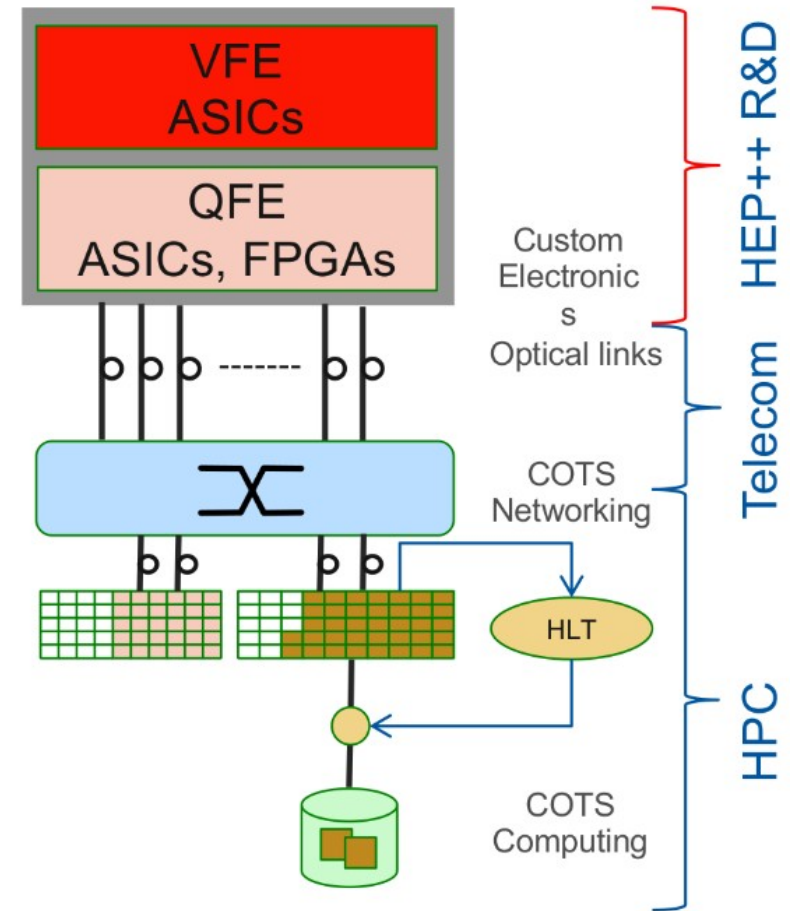 VFE
ASICs
QFE
ASICs, FPGAs
Custom
Electronic
s
Optical links
COTS
Networking
HLT
COTS
Computing
HEP++ R&D
Telecom
HPC